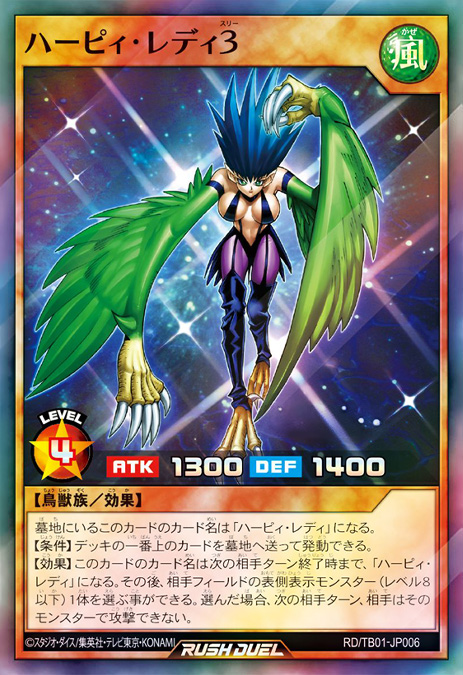 スリー
ハーピィ・レディ3
かぜ
風
LEVEL
4
ATK 1300 DEF 1400
【鳥獣族／効果】
墓地にいるこのカードのカード名は「ハーピィ・レディ」になる。
【条件】デッキの一番上のカードを墓地へ送って発動できる。
【効果】このカードのカード名は次の相手ターン終了時まで、「ハーピィ・
レディ」になる。その後、相手フィールドの表側表示モンスター（レベル8
以下）1体を選ぶ事ができる。選んだ場合、次の相手ターン、相手はその
モンスターで攻撃できない。
©スタジオ・ダイス/集英社・テレビ東京・KONAMI
RUSH DUEL
RD/TB01-JP006